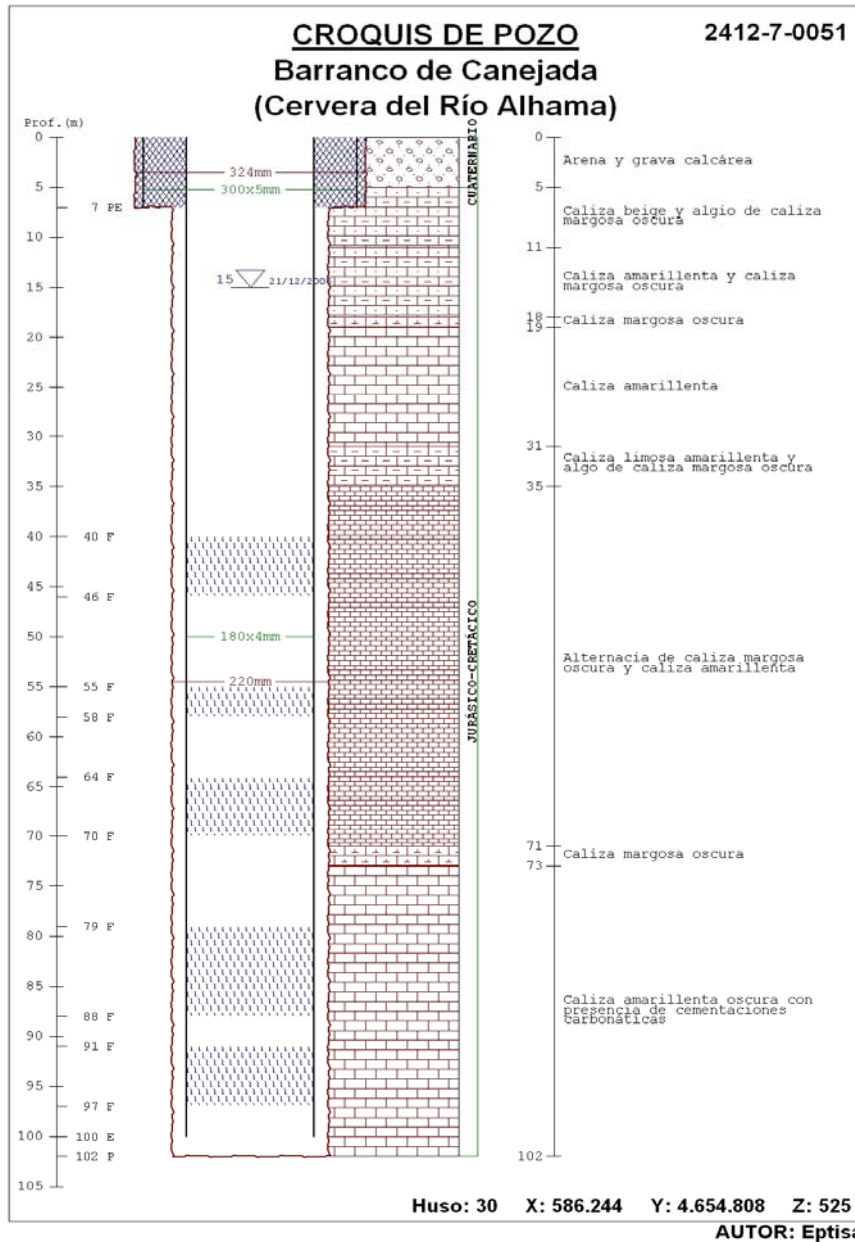 CROQUIS DE POZO
2412-7-0051
Barranco de Canejada
(Cervera del Río Alhama)
Prof.(m)
0
5
7 PE
10
15
20
25
30
35
40
40 F
45
46 F
50
55
55 F
58 F
60
64 F
65
70
70 F
75
79 F
80
85
88 F
90
91 F
95
97 F
100
100 E
102 P
105
324mm
300x5mm
15
180x4mm
220mm
CUATERNARIO
JURÁSICO-CRETÁCICO
0
Arena y grava calcárea
5
Caliza beige y algio de caliza
margosa oscura
11
Caliza amarillenta y caliza
margosa oscura
18
Caliza margosa oscura
19
Caliza amarillenta
31
Caliza limosa amarillenta y
algo de caliza margosa oscura
35
Alternacia de caliza margosa
oscura y caliza amarillenta
71
Caliza margosa oscura
73
Caliza amarillenta oscura con
presencia de cementaciones
carbonáticas
102
Huso: 30 X: 586.244 Y: 4.654.808 Z: 525
AUTOR: Eptisa